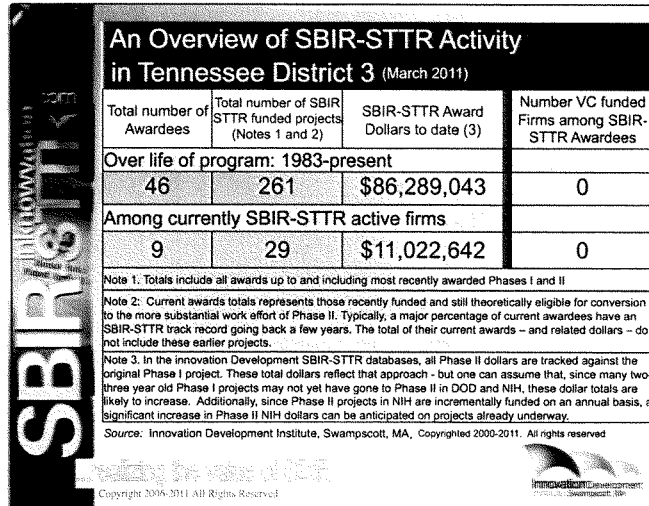 An Overview of SBIR-STTR Activity
in Tennessee District 3 (March 2011)
Total number of
Awardees
Total number of SBIR
STTR funded projects
(Notes 1 and 2)
SBIR-STTR Award
Dollars to date (3)
Number VC funded
Firms among SBIR-
STTR Awardees
Over life of program: 1983-present
46 261 $86,289,043 0
Among currently SBIR-STTR active firms
9 29 $11,022,642 0
Note 1. Totals include all awards up to and including most recently awarded Phases I and II
Note 2: Current awards totals represents those recently funded and still theoretically eligible for conversion
to the more substantial work effort of Phase II. Typically, a major percentage of current awardees have an
SBIR-STTR track record going back a few years. The total of their current awards – and related dollars – do
not include these earlier projects.
Note 3. In the innovation Development SBIR-STTR databases, all Phase II dollars are tracked against the
original Phase I project. These total dollars reflect that approach - but one can assume that, since many two-
three year old Phase I projects may not yet have gone to Phase II in DOD and NIH, these dollar totals are
likely to increase. Additionally, since Phase II projects in NIH are incrementally funded on an annual basis, a
significant increase in Phase II NIH dollars can be anticipated on projects already underway.
Source: Innovation Development Institute, Swampscott, MA, Copyrighted 2000-2011. All rights reserved
realizing the value of
Copyright 2006-2011 All Rights Reserved
Innovation Development
Swampscott, MA
SBIR &
inknowvation
com